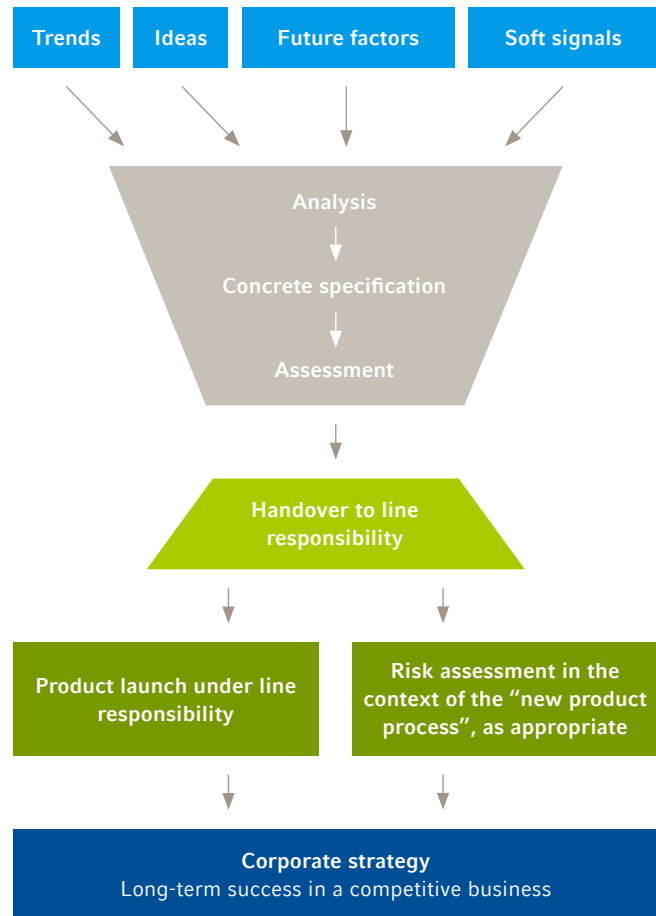 Trends
Ideas
Future factors
Soft signals
Analysis
Concrete specification
Assessment
Handover to line
responsibility
Product launch under line
responsibility
Risk assessment in the
context of the “new product
process”, as appropriate
Corporate strategy
Long-term success in a competitive business